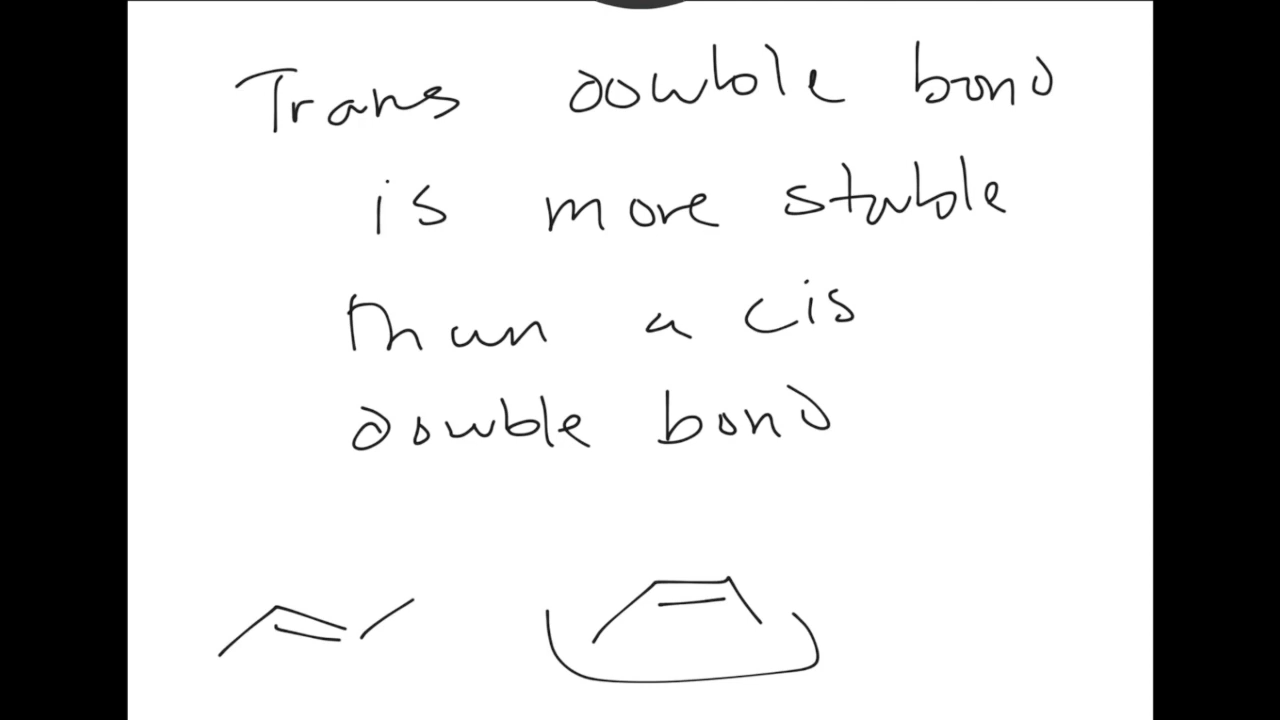 Trans double bond
is more stable
than a cis
double bond